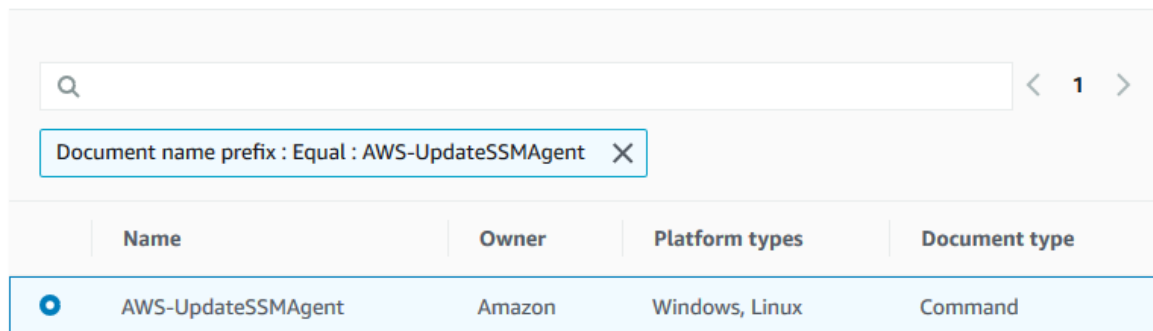 1
Document name prefix : Equal : AWS-UpdateSSMAgent
Name Owner Platform types Document type
AWS-UpdateSSMAgent Amazon Windows, Linux Command